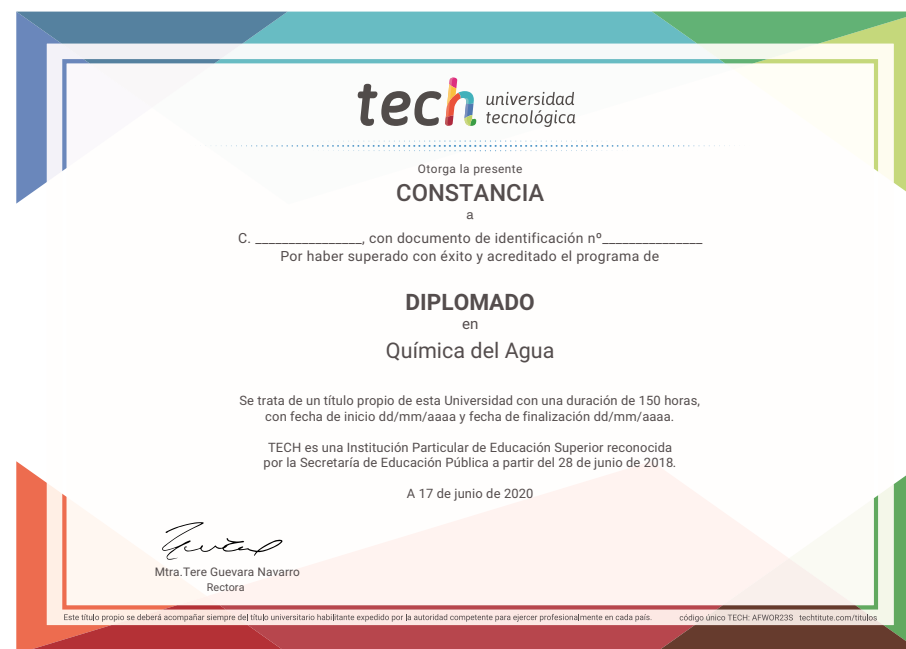 tech universidad
tecnológica
Otorga la presente
CONSTANCIA
a
C. ________________, con documento de identificación nº_______________
Por haber superado con éxito y acreditado el programa de
DIPLOMADO
en
Química del Agua
Se trata de un título propio de esta Universidad con una duración de 150 horas,
con fecha de inicio dd/mm/aaaa y fecha de finalización dd/mm/aaaa.
TECH es una Institución Particular de Educación Superior reconocida
por la Secretaría de Educación Pública a partir del 28 de junio de 2018.
A 17 de junio de 2020
Mtra.Tere Guevara Navarro
Rectora
Este título propio se deberá acompañar siempre del título universitario habilitante expedido por la autoridad competente para ejercer profesionalmente en cada país. código único TECH: AFWOR23S techtitute.com/titulos